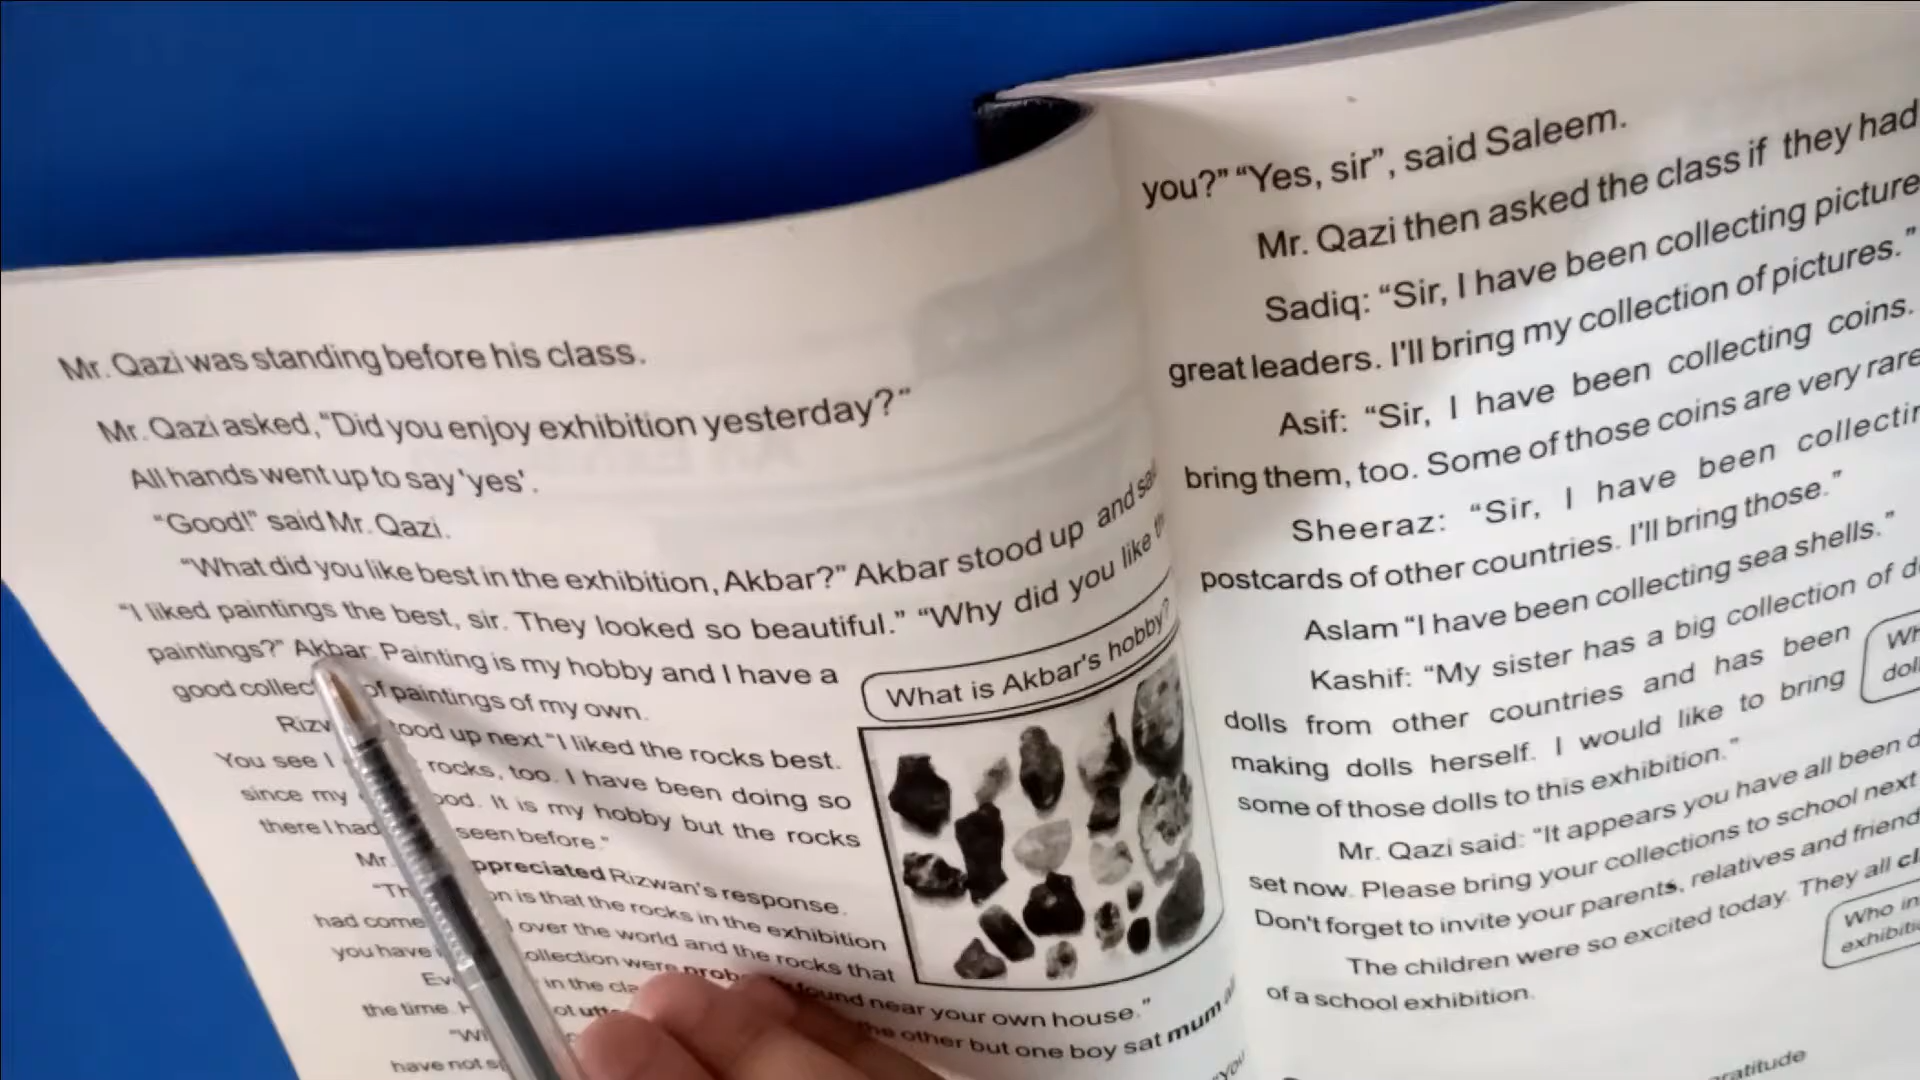 Mr. Qazi was standing before his class.
Mr. Qazi asked, “Did you enjoy exhibition yesterday?”
All hands went up to say 'yes'.
“Good!” said Mr. Qazi.
“What did you like best in the exhibition, Akbar?” Akbar stood up and
“I liked paintings the best, sir. They looked so beautiful.” “Why did you like
paintings?” Akbar: Painting is my hobby and I have a
good of paintings of my own.
up next “I liked the rocks best.
You see I rocks, too. I have been doing so
since my It is my hobby but the rocks
there I had seen before.”
Mr. appreciated Rizwan's response.
is that the rocks in the exhibition
had come over the world and the rocks that
you have collection were found near your own house.”
in the the other but one boy sat mum
the time.
have not
What is Akbar's hobby?
you?” “Yes, sir”, said Saleem.
Mr. Qazi then asked the class if they had
Sadiq: “Sir, I have been collecting picture
great leaders. I'll bring my collection of pictures.”
Asif: “Sir, I have been collecting coins.
bring them, too. Some of those coins are very rare
Sheeraz: “Sir, I have been
postcards of other countries. I'll bring those.”
Aslam “I have been collecting sea shells.”
Kashif: “My sister has a big collection of
dolls from other countries and has been
making dolls herself. I would like to bring
some of those dolls to this exhibition.”
Mr. Qazi said: “It appears you have all been
set now. Please bring your collections to school next
Don't forget to invite your parents, relatives and
The children were so excited today. They all
of a school exhibition.
Who